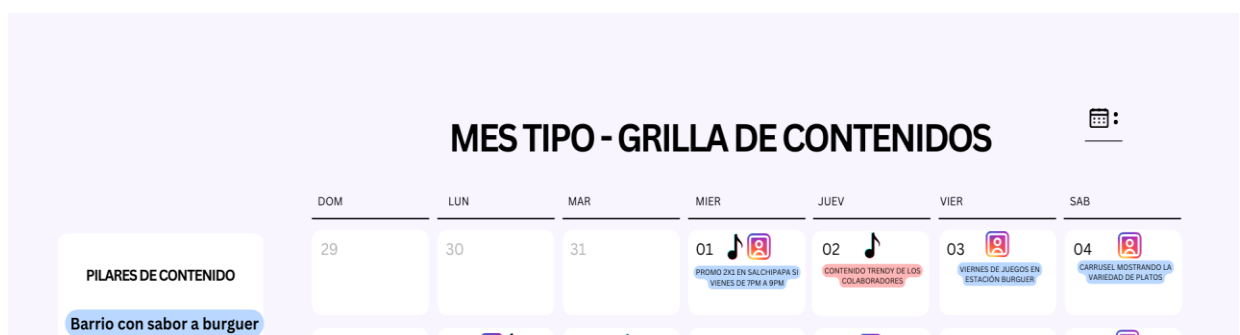 MES TIPO - GRILLA DE CONTENIDOS
:
DOM LUN MAR MIER JUEV VIER SAB
29 30 31 01 02 03 04
PROMO 2X1 EN SALCHIPAPA SI
VIENES DE 7PM A 9PM
CONTENIDO TRENDY DE LOS
COLABORADORES
VIERNES DE JUEGOS EN
ESTACIÓN BURGUER
CARRUSEL MOSTRANDO LA
VARIEDAD DE PLATOS
PILARES DE CONTENIDO
Barrio con sabor a burguer